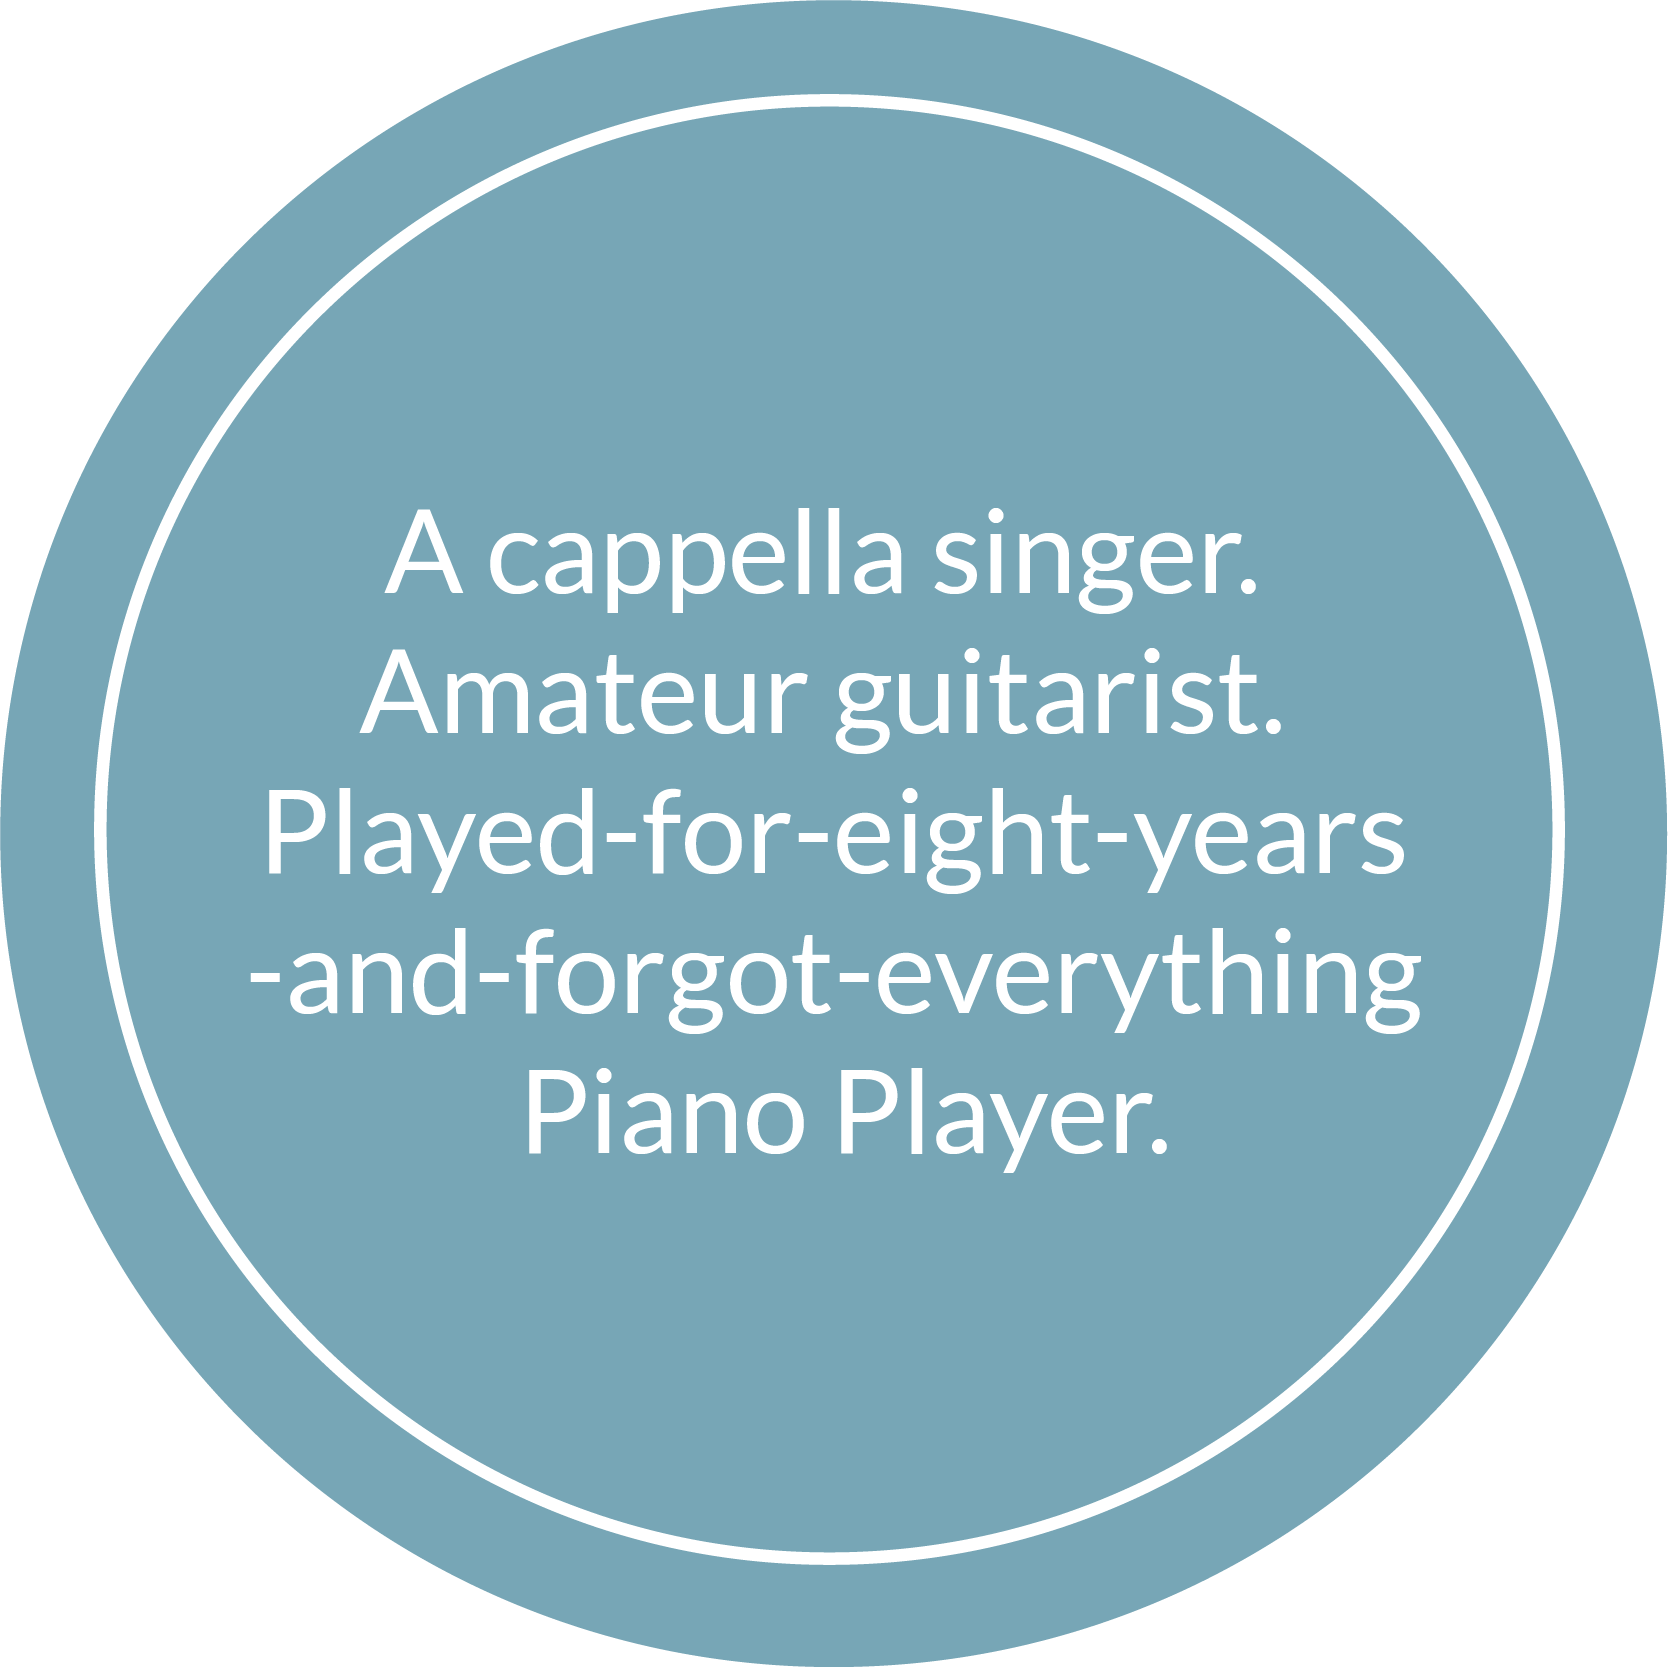 A cappella singer.
Amateur guitarist.
Played-for-eight-years
-and-forgot-everything
Piano Player.